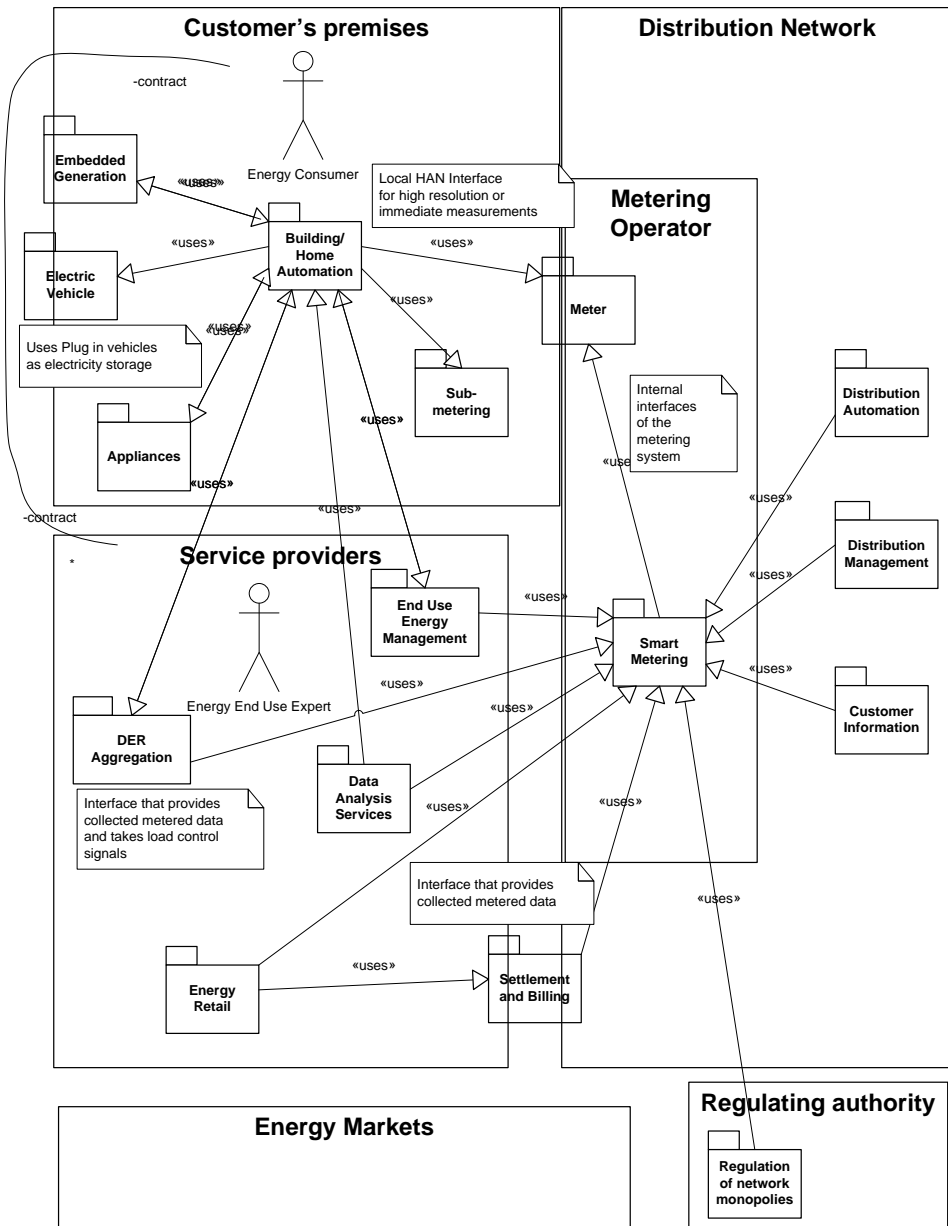 Customer's premises
Distribution Network
-contract
Energy Consumer
Embedded
Generation
«uses»
«uses»
Local HAN Interface
for high resolution or
immediate measurements
Metering
Operator
Building/
Home
Automation
«uses»
«uses»
Electric
Vehicle
Meter
«uses»
Uses Plug in vehicles
as electricity storage
«uses»
«uses»
Sub-
metering
Internal
interfaces
of the
metering
system
Distribution
Automation
Appliances
«uses»
«uses»
«uses»
«uses»
«uses»
«uses»
-contract
*
Service providers
Distribution
Management
«uses»
End Use
Energy
Management
«uses»
Smart
Metering
Energy End Use Expert
«uses»
«uses»
DER
Aggregation
«uses»
«uses»
Customer
Information
Data
Analysis
Services
Interface that provides
collected metered data
and takes load control
signals
«uses»
«uses»
Interface that provides
collected metered data
«uses»
Energy
Retail
«uses»
Settlement
and Billing
Energy Markets
Regulating authority
Regulation
of network
monopolies